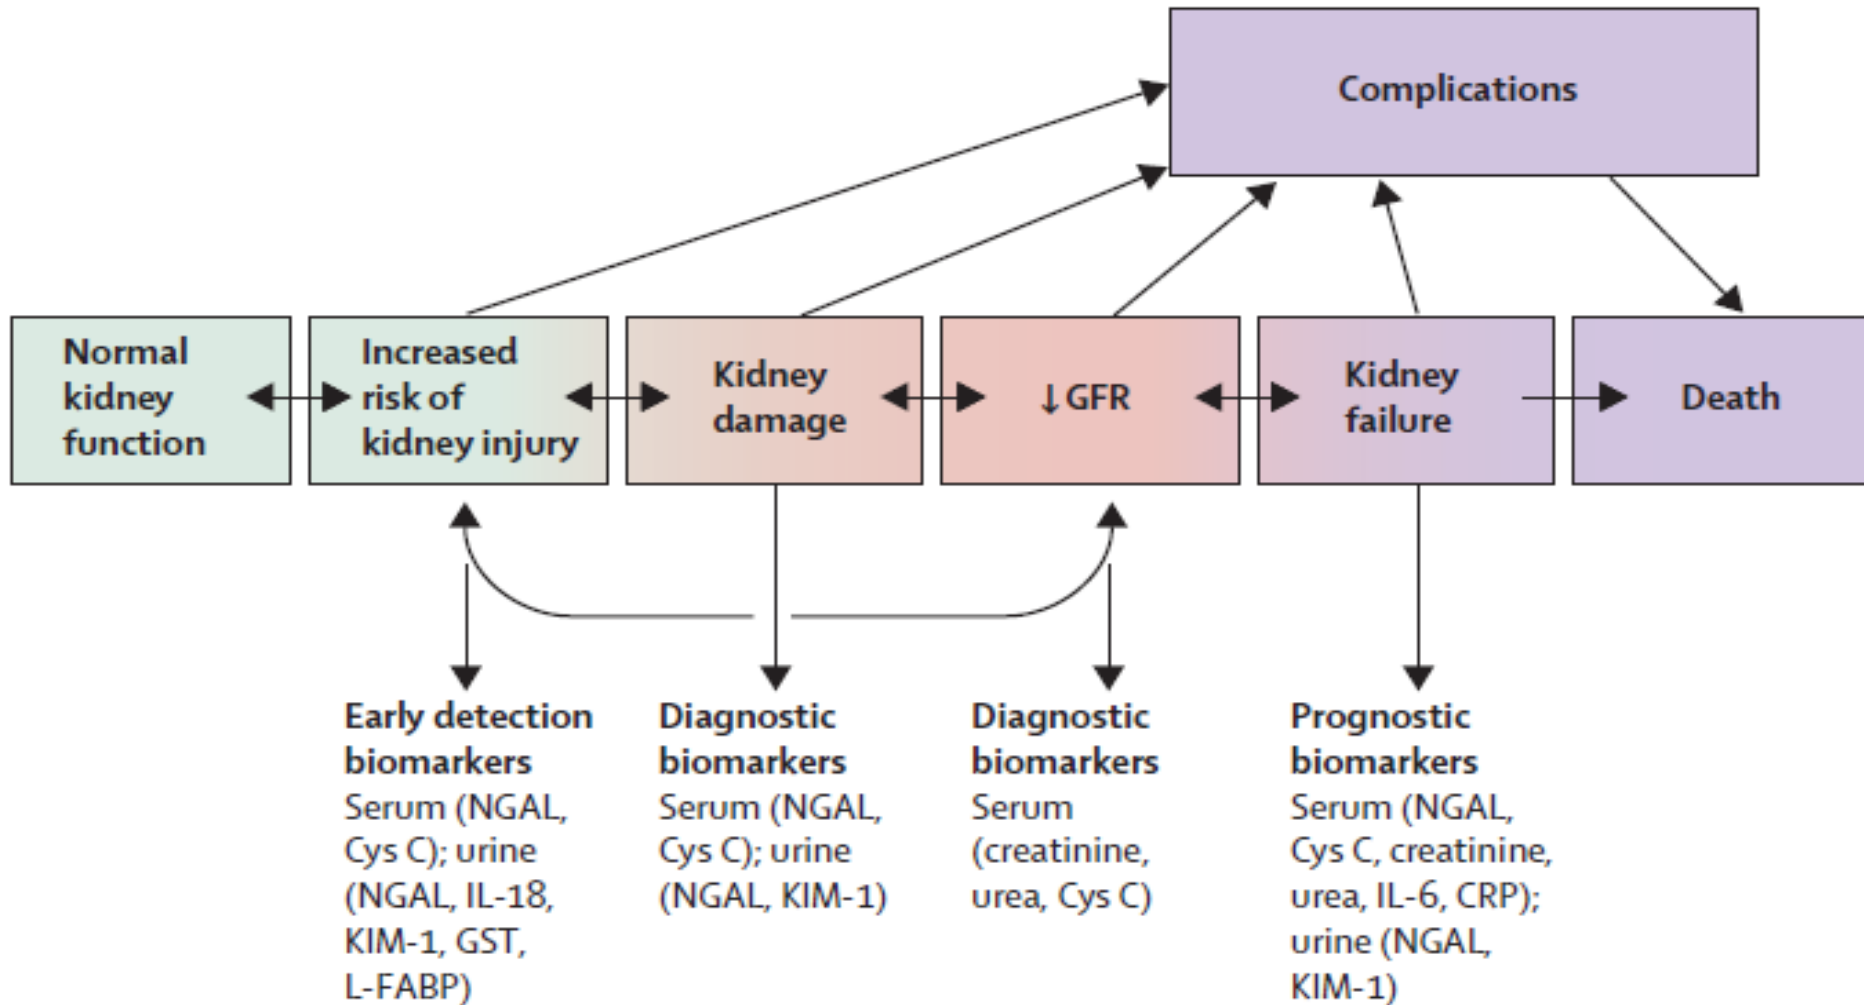 Complications
Normal
kidney
function
Increased
risk of
kidney injury
Kidney
damage
↓GFR
Kidney
failure
Death
Early detection
biomarkers
Serum (NGAL,
Cys C); urine
(NGAL, IL-18,
KIM-1, GST,
L-FABP)
Diagnostic
biomarkers
Serum (NGAL,
Cys C); urine
(NGAL, KIM-1)
Diagnostic
biomarkers
Serum
(creatinine,
urea, Cys C)
Prognostic
biomarkers
Serum (NGAL,
Cys C, creatinine,
urea, IL-6, CRP);
urine (NGAL,
KIM-1)